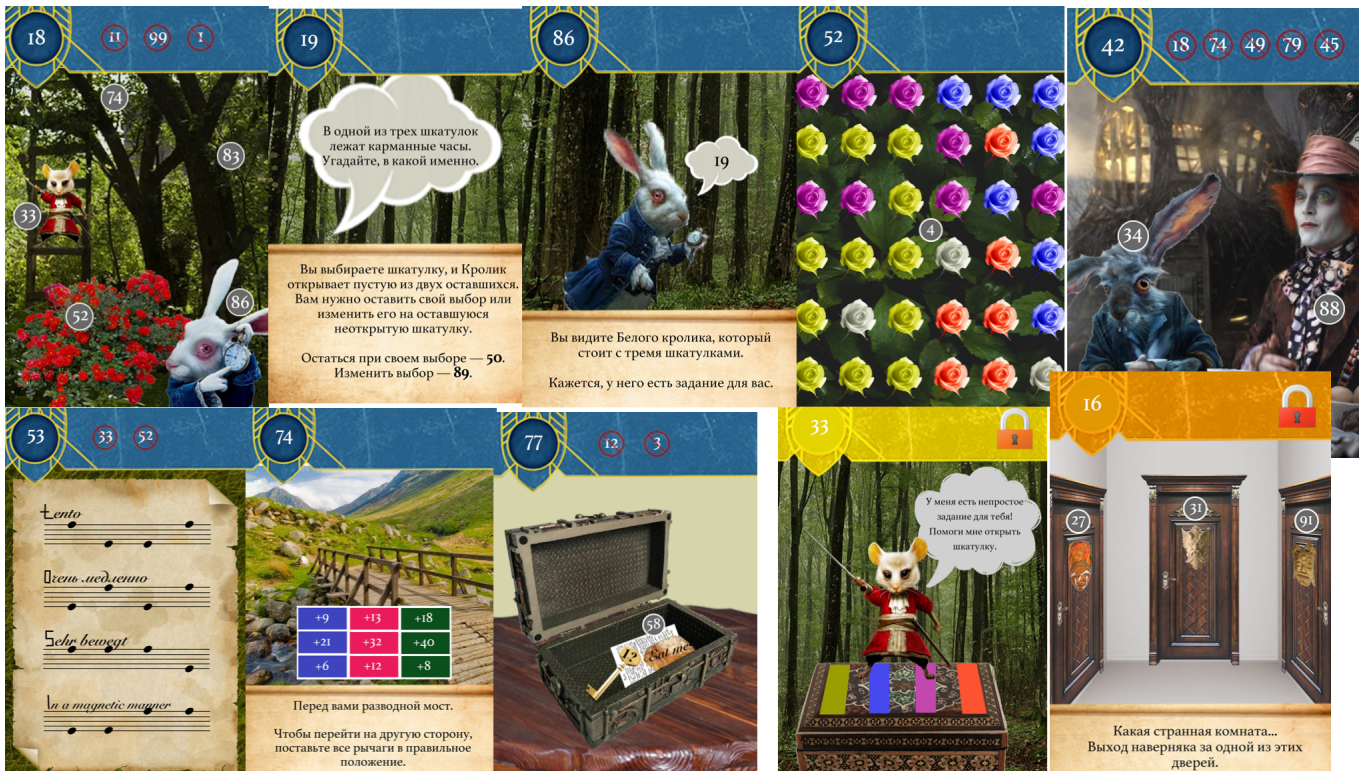 18
11 99 1
74
83
33
86
52
19
В одной из трех шкатулок
лежат карманные часы.
Угадайте, в какой именно.
Вы выбираете шкатулку, и Кролик
открывает пустую из двух оставшихся.
Вам нужно оставить свой выбор или
изменить его на оставшуюся
неоткрытую шкатулку.
Остаться при своем выборе — 50.
Изменить выбор — 89.
86
19
Вы видите Белого кролика, который
стоит с тремя шкатулками.
Кажется, у него есть задание для вас.
52
4
42
18 74 49 79 45
34
88
53
33 52
Lento
Очень медленно
Sehr bewegt
In a magnetic manner
74
+9 +13 +18
+21 +32 +40
+6 +12 +8
Перед вами разводной мост.
Чтобы перейти на другую сторону,
поставьте все рычаги в правильное
положение.
77
12 3
58
Eat me
33
У меня есть непростое
задание для тебя!
Помоги мне открыть
шкатулку.
16
27
31
91
Какая странная комната...
Выход наверняка за одной из этих
дверей.